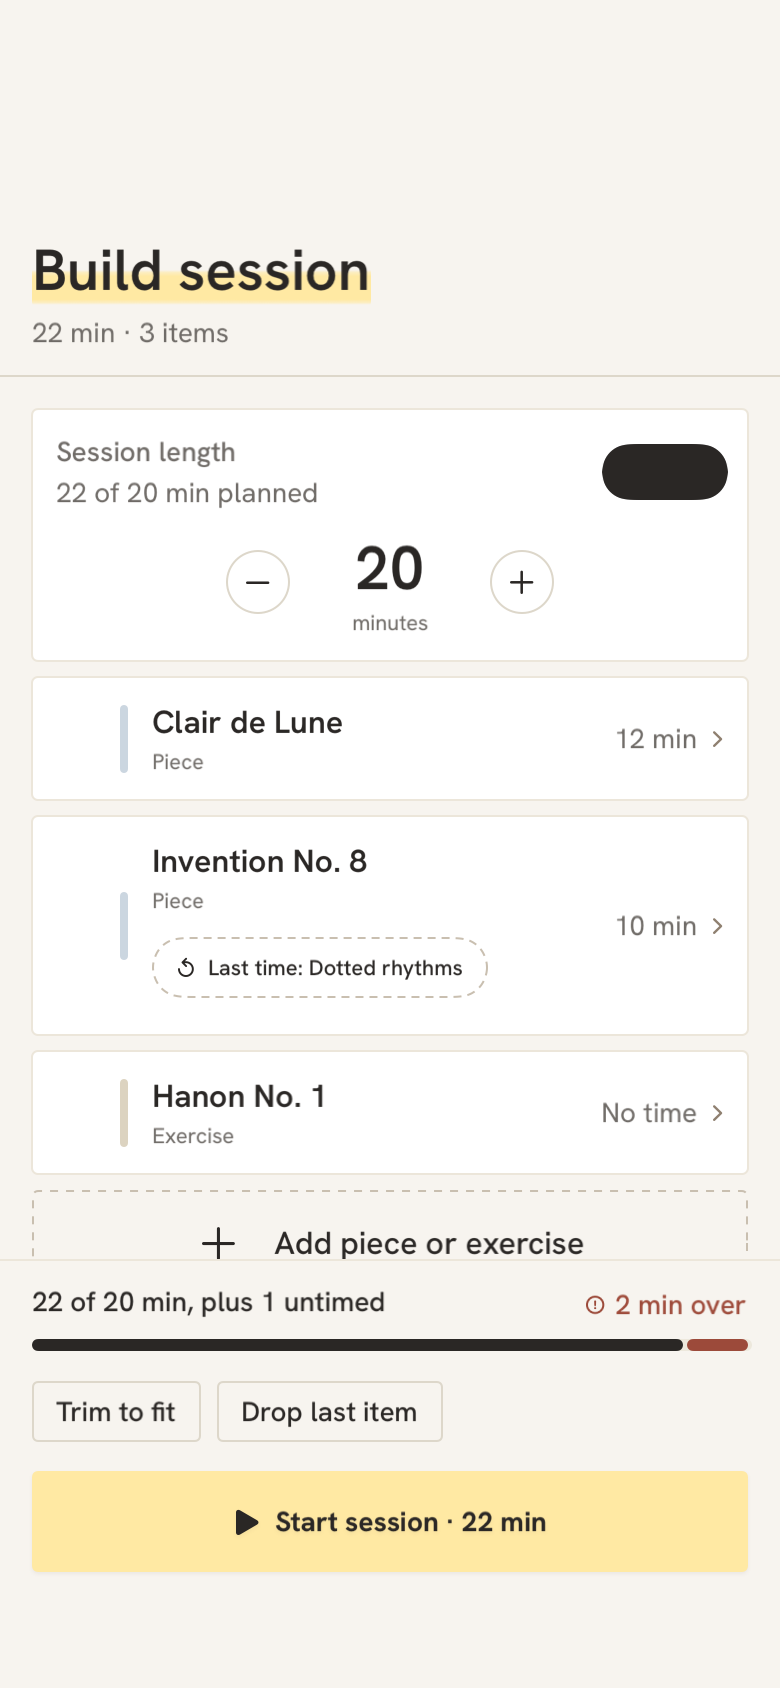 Build session
22 min · 3 items
Session length
22 of 20 min planned
20
minutes
Clair de Lune
Piece
12 min
Invention No. 8
Piece
10 min
Last time: Dotted rhythms
Hanon No. 1
Exercise
No time
Add piece or exercise
22 of 20 min, plus 1 untimed
2 min over
Trim to fit
Drop last item
Start session · 22 min